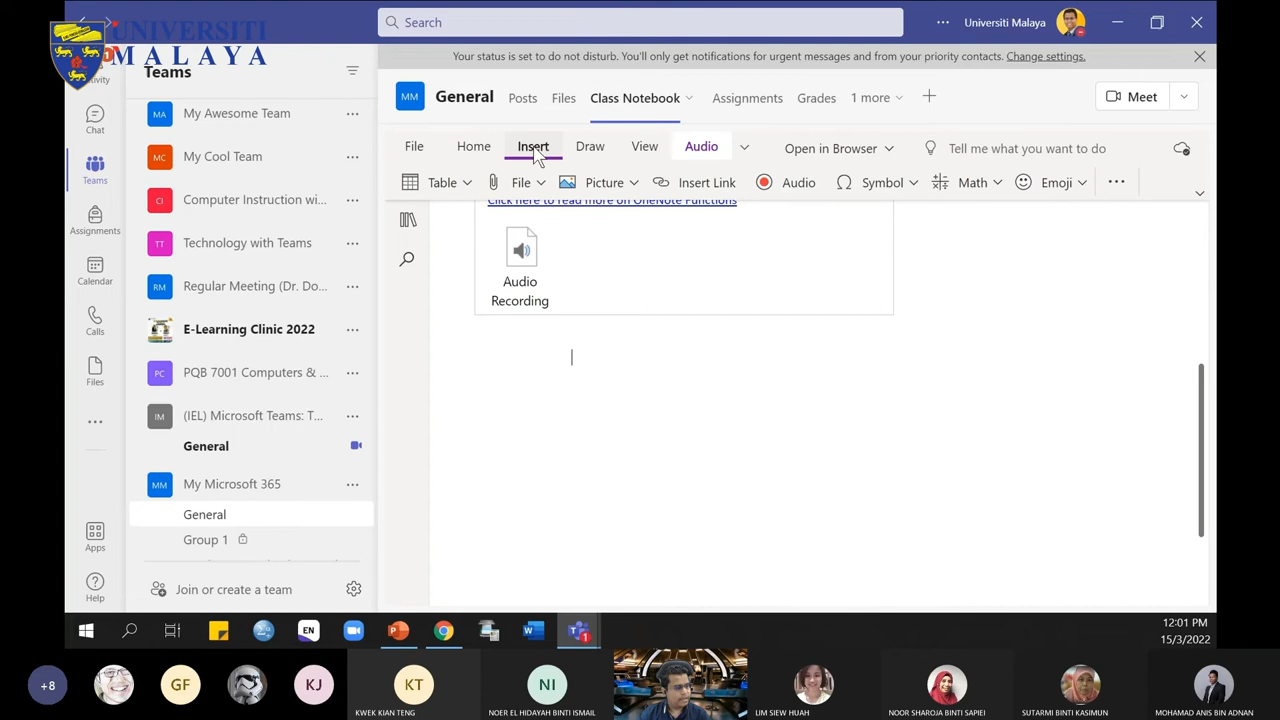 Search
Universiti Malaya
UNIVERSITI
MALAYA
Your status is set to do not disturb. You'll only get notifications for urgent messages and from your priority contacts. Change settings.
Teams
MM
General
Posts
Files
Class Notebook
Assignments
Grades
1 more
Meet
Chat
Teams
Assignments
Calendar
Calls
Files
Apps
Help
MA My Awesome Team
MC My Cool Team
CI Computer Instruction wi...
TT Technology with Teams
RM Regular Meeting (Dr. Do...
E-Learning Clinic 2022
PC PQB 7001 Computers & ...
IM (IEL) Microsoft Teams: T...
General
MM My Microsoft 365
General
Group 1
Join or create a team
File
Home
Insert
Draw
View
Audio
Open in Browser
Tell me what you want to do
Table
File
Picture
Insert Link
Audio
Symbol
Math
Emoji
Click here to read more on OneNote Functions
Audio
Recording
EN
12:01 PM
15/3/2022
+8
GF
KJ
KT
NI
KWEK KIAN TENG
NOER EL HIDAYAH BINTI ISMAIL
LIM SIEW HUAH
NOOR SHAROJA BINTI SAPIEI
SUTARMI BINTI KASIMUN
MOHAMAD ANIS BIN ADNAN